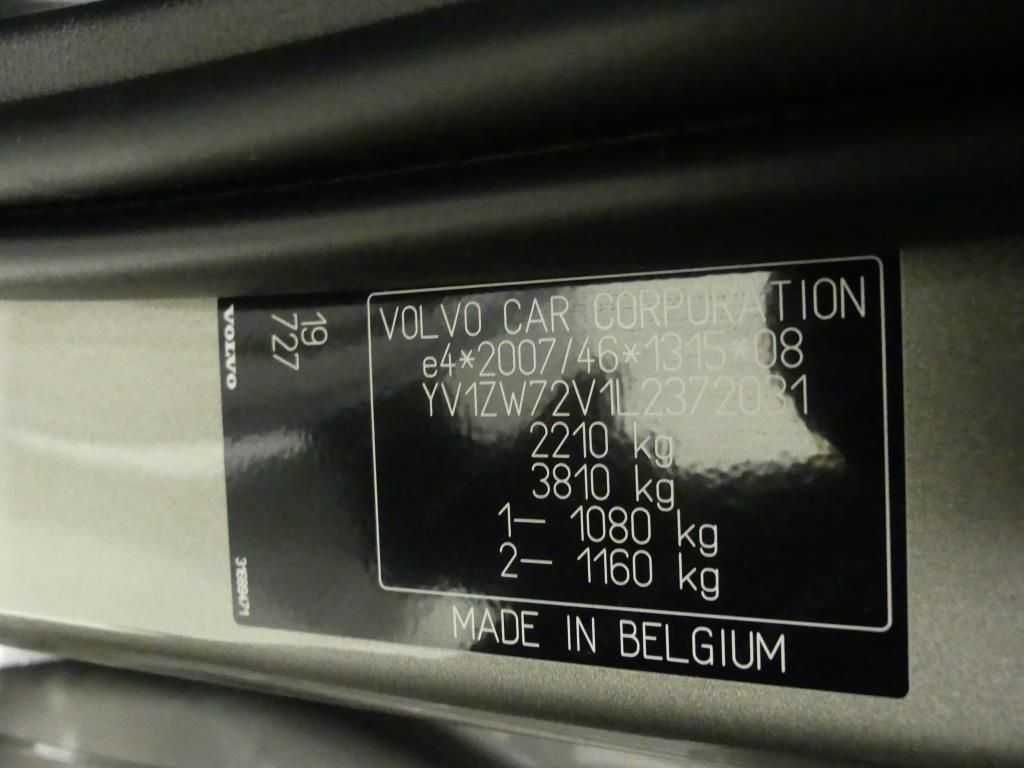 VOLVO
19
727
VOLVO CAR CORPORATION
e4*2007/46*1315*08
YV1ZW72V1L2372031
2210 kg
3810 kg
1– 1080 kg
2– 1160 kg
MADE IN BELGIUM